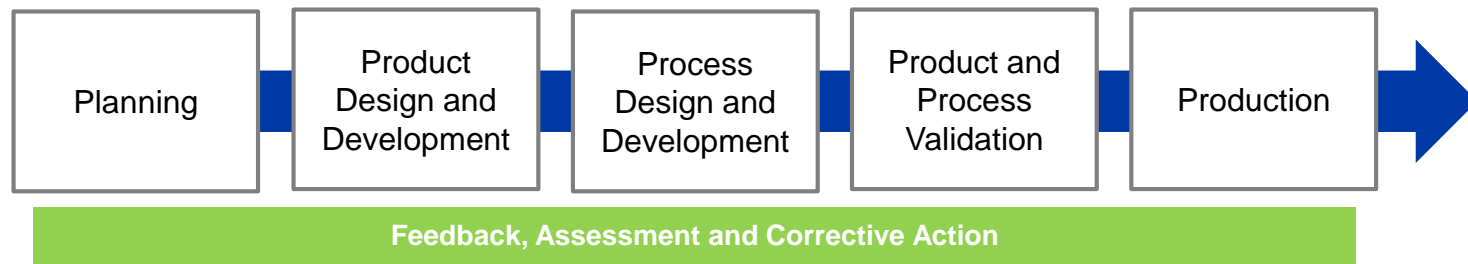 Planning
Product
Design and
Development
Process
Design and
Development
Product and
Process
Validation
Production
Feedback, Assessment and Corrective Action